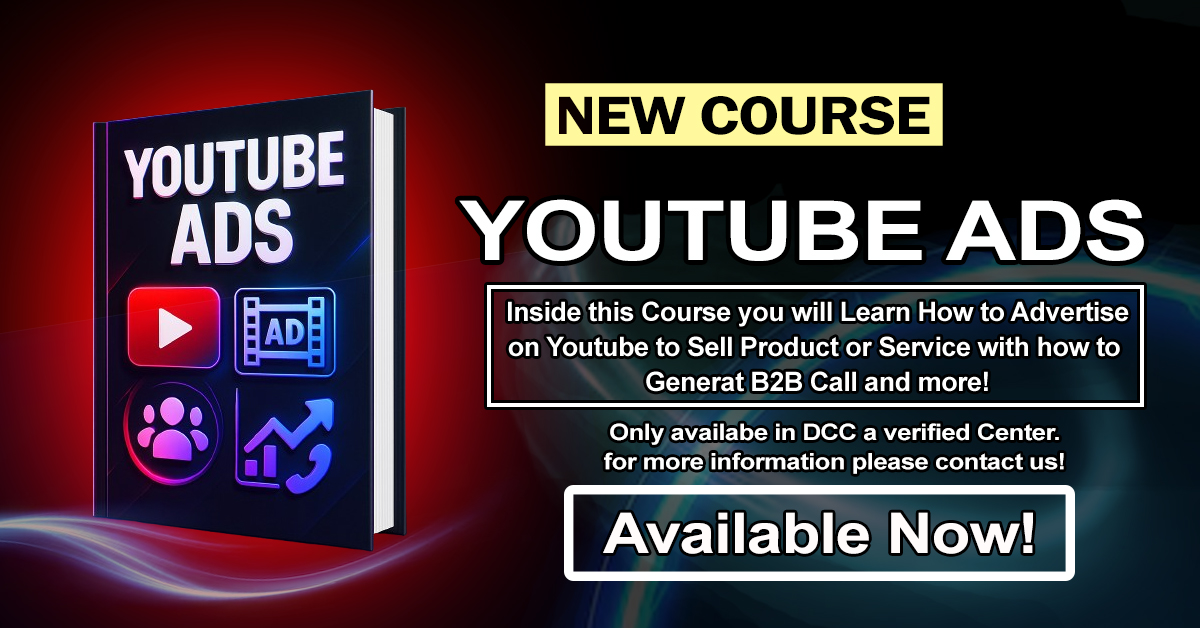 YOUTUBE
ADS
AD
NEW COURSE
YOUTUBE ADS
Inside this Course you will Learn How to Advertise
on Youtube to Sell Product or Service with how to
Generat B2B Call and more!
Only availabe in DCC a verified Center.
for more information please contact us!
Available Now!